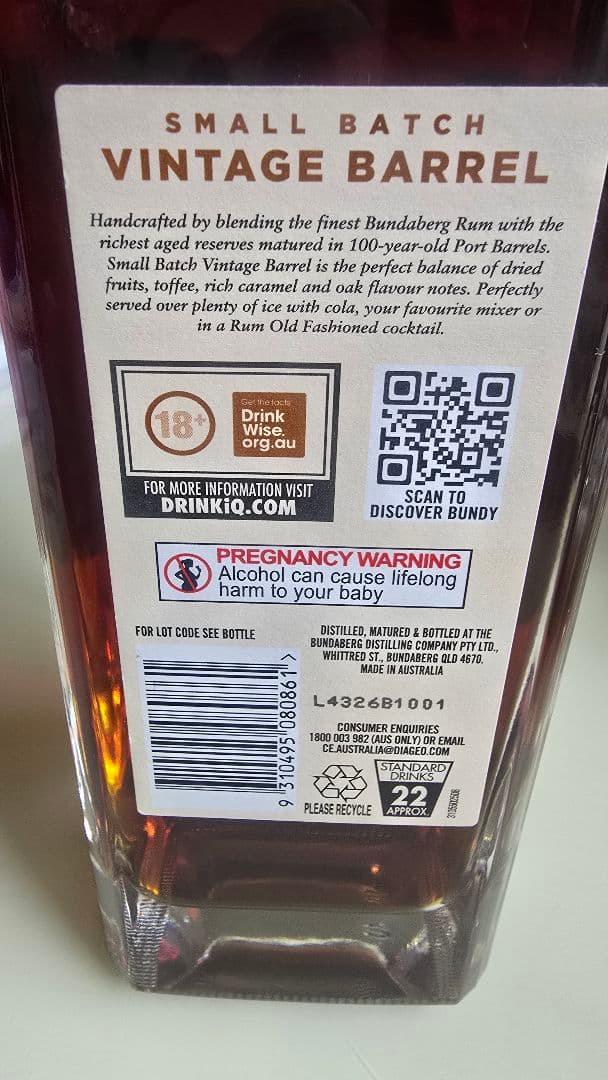 SMALL BATCH
VINTAGE BARREL
Handcrafted by blending the finest Bundaberg Rum with the
richest aged reserves matured in 100-year-old Port Barrels.
Small Batch Vintage Barrel is the perfect balance of dried
fruits, toffee, rich caramel and oak flavour notes. Perfectly
served over plenty of ice with cola, your favourite mixer or
in a Rum Old Fashioned cocktail.
18+
Get the facts
Drink
Wise.
org.au
FOR MORE INFORMATION VISIT
DRINKiQ.COM
SCAN TO
DISCOVER BUNDY
PREGNANCY WARNING
Alcohol can cause lifelong
harm to your baby
FOR LOT CODE SEE BOTTLE
9 310495 080861 >
DISTILLED, MATURED & BOTTLED AT THE
BUNDABERG DISTILLING COMPANY PTY LTD.,
WHITTRED ST., BUNDABERG QLD 4670.
MADE IN AUSTRALIA
L4326B1001
CONSUMER ENQUIRIES
1800 003 982 (AUS ONLY) OR EMAIL
CE.AUSTRALIA@DIAGEO.COM
PLEASE RECYCLE
STANDARD
DRINKS
22
APPROX.